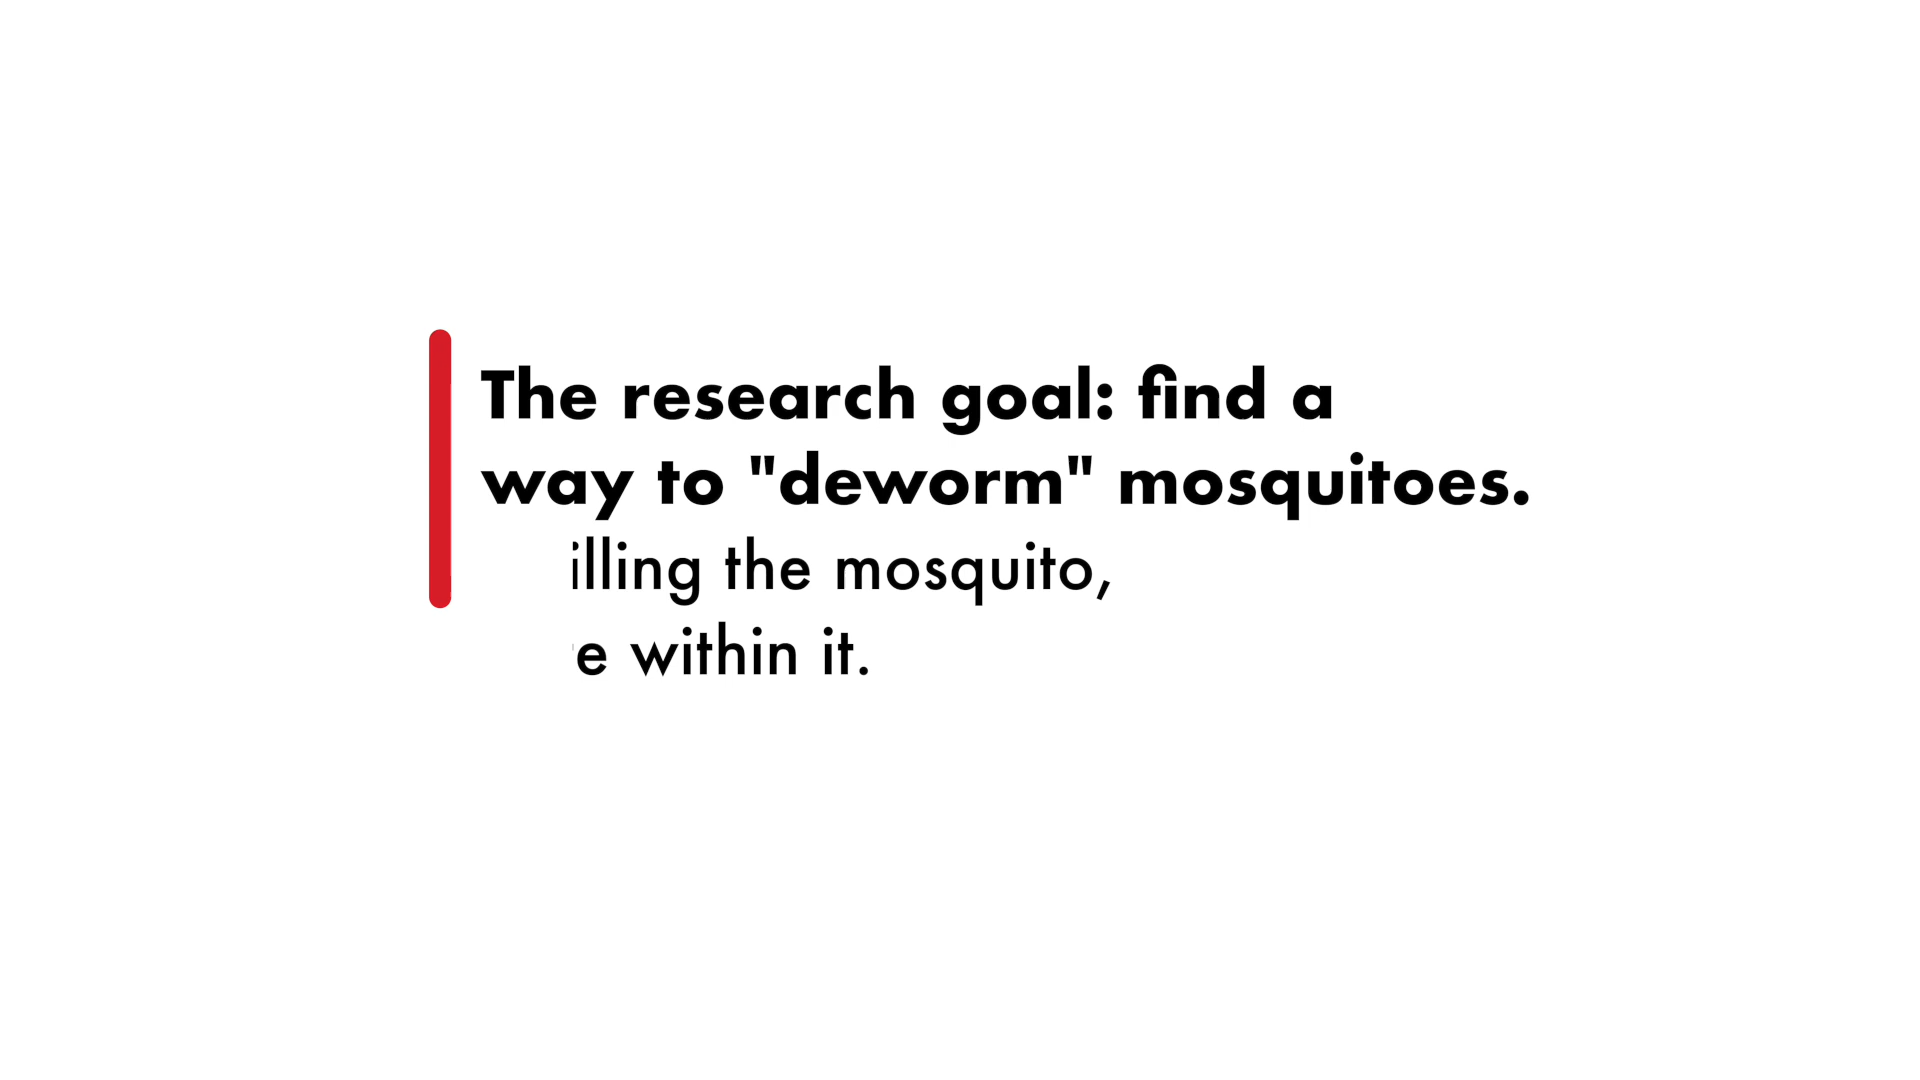 The research goal: find a
way to "deworm" mosquitoes.
illing the mosquito,
e within it.